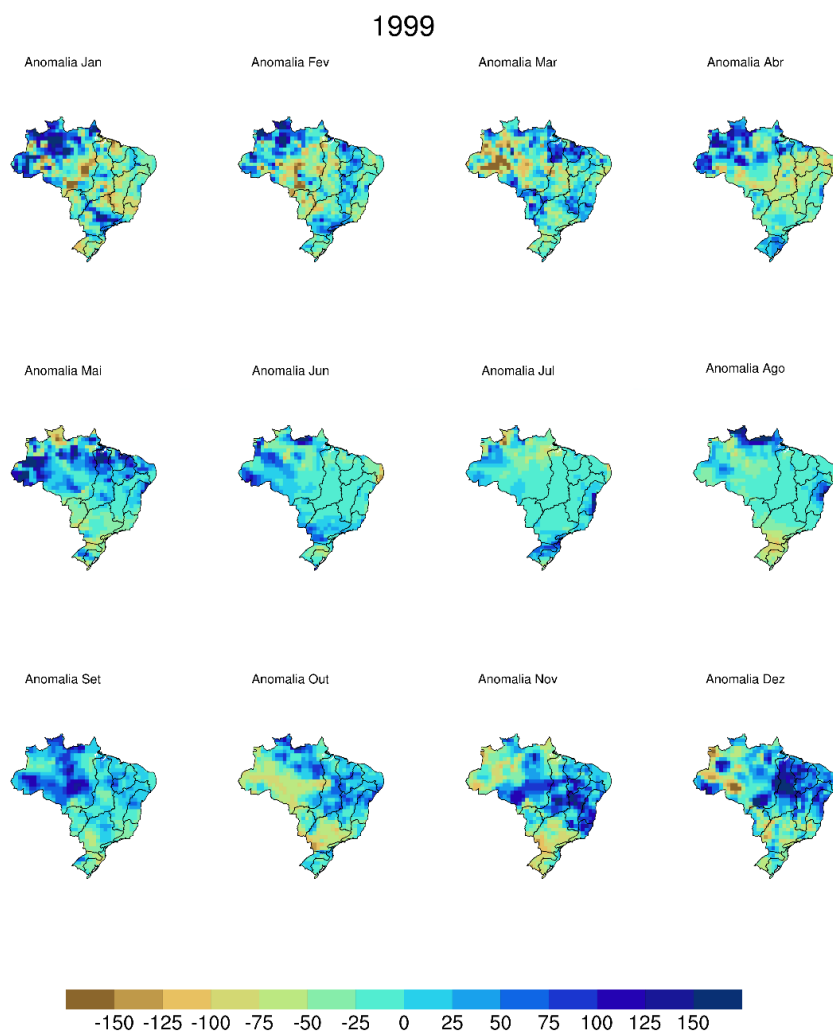 1999
Anomalia Jan
Anomalia Fev
Anomalia Mar
Anomalia Abr
Anomalia Mai
Anomalia Jun
Anomalia Jul
Anomalia Ago
Anomalia Set
Anomalia Out
Anomalia Nov
Anomalia Dez
-150 -125 -100 -75 -50 -25 0 25 50 75 100 125 150